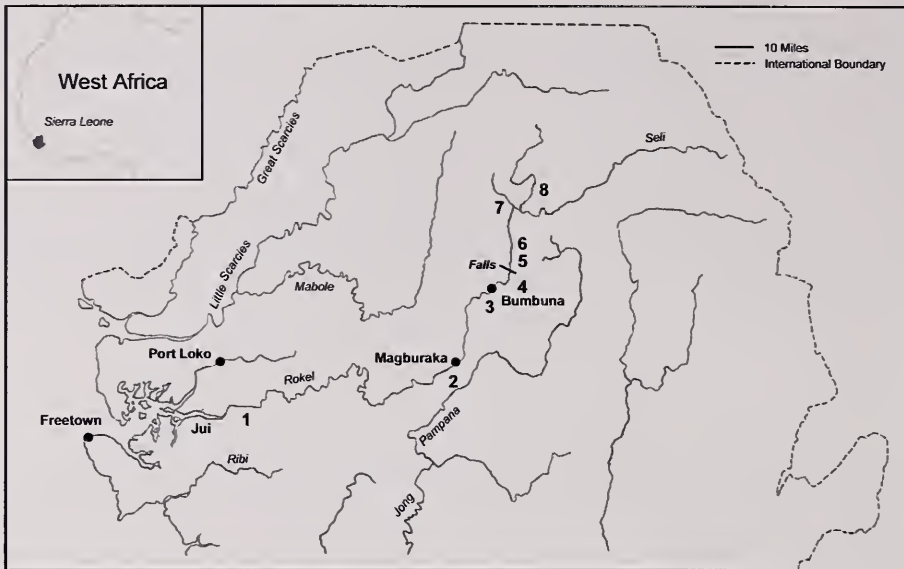 West Africa
Sierra Leone
10 Miles
International Boundary
Great Scarcies
Little Scarcies
Seli
8
7
6
5
Falls
4
3
Bumbuna
Mabole
Port Loko
Magburaka
2
Rokel
1
Pampana
Freetown
Jui
Ribi
Jong